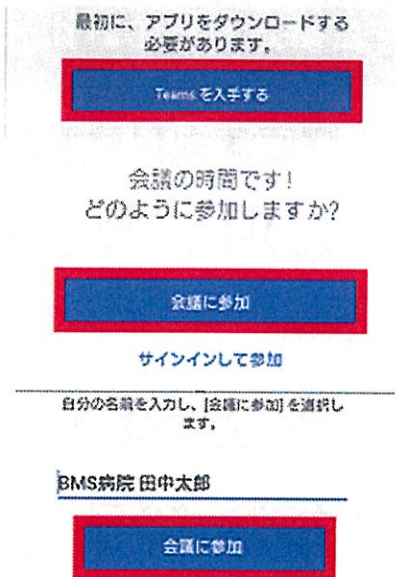 最初に、アプリをダウンロードする
必要があります。
Teams を入手する
会議の時間です!
どのように参加しますか?
会議に参加
サインインして参加
自分の名前を入力し、[会議に参加] を選択し
ます。
BMS病院 田中太郎
会議に参加